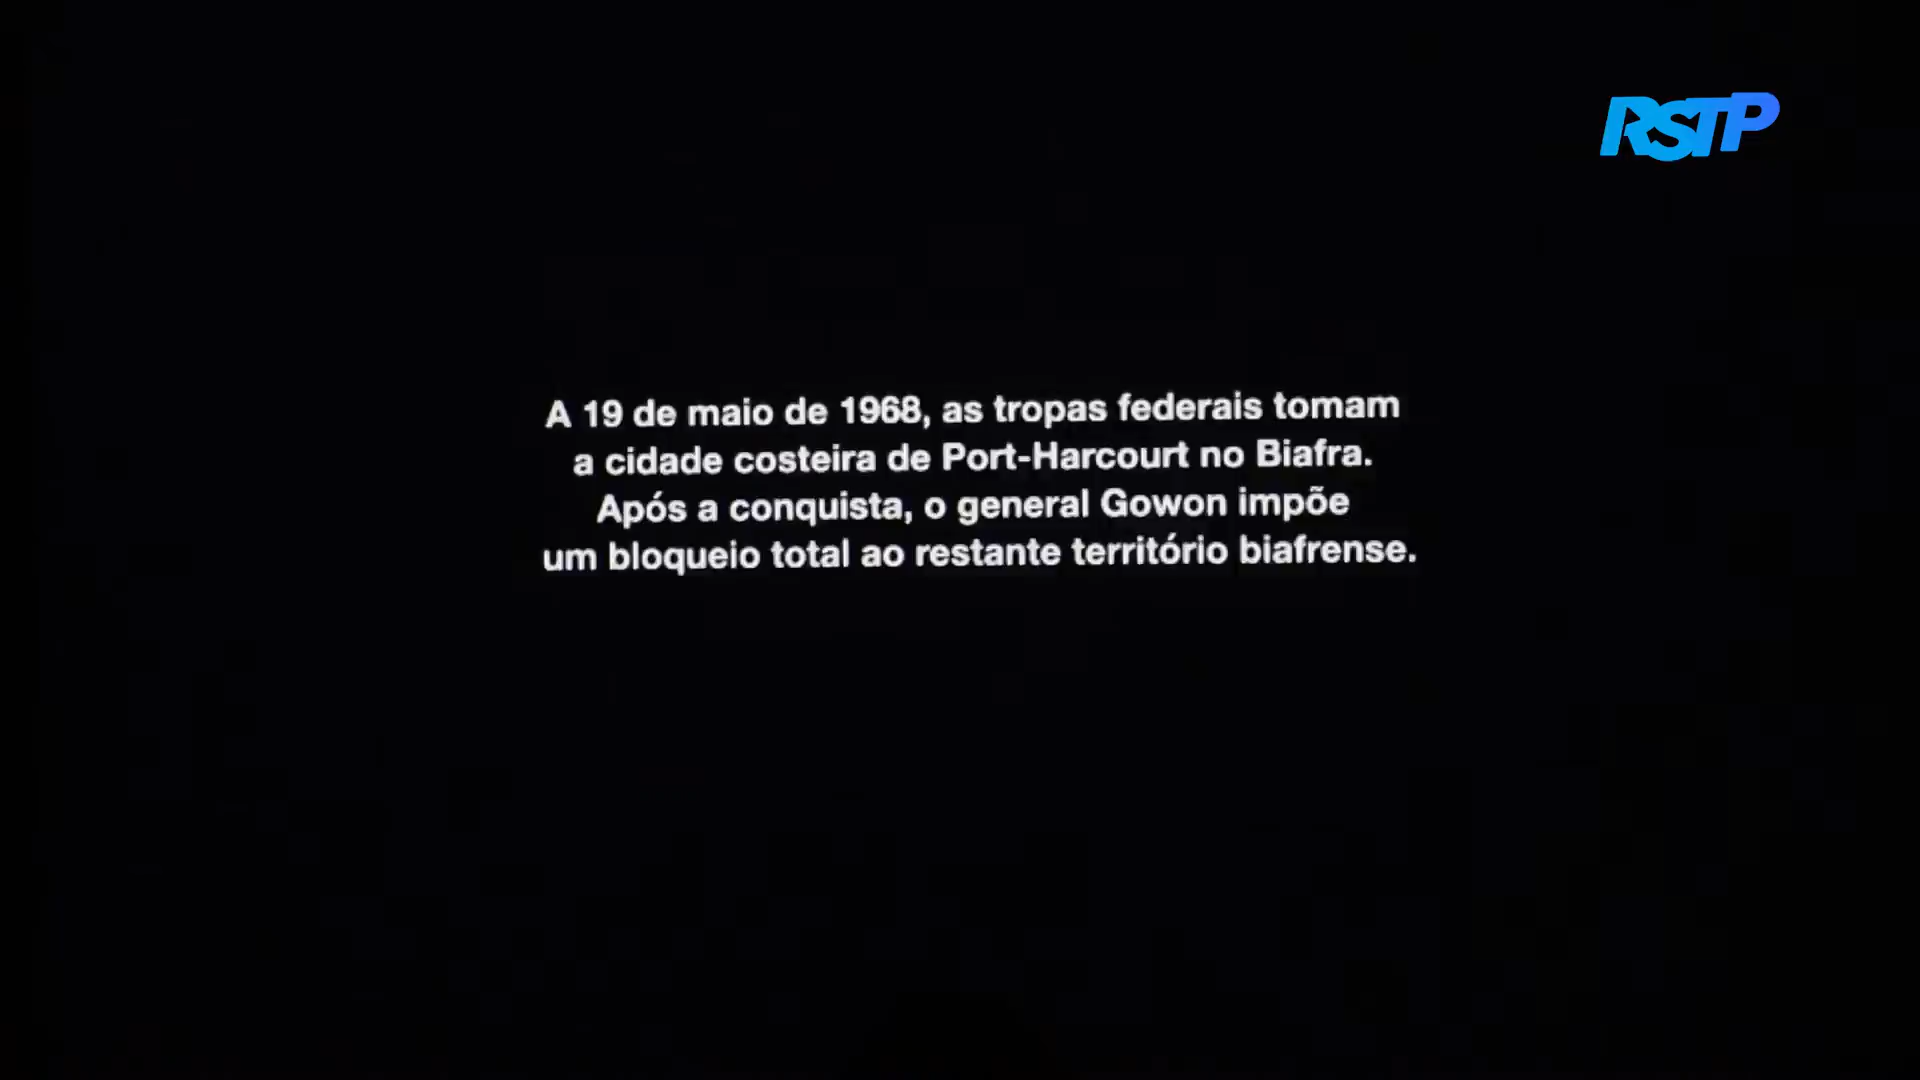 RSTP
A 19 de maio de 1968, as tropas federais tomam
a cidade costeira de Port-Harcourt no Biafra.
Após a conquista, o general Gowon impõe
um bloqueio total ao restante território biafrense.